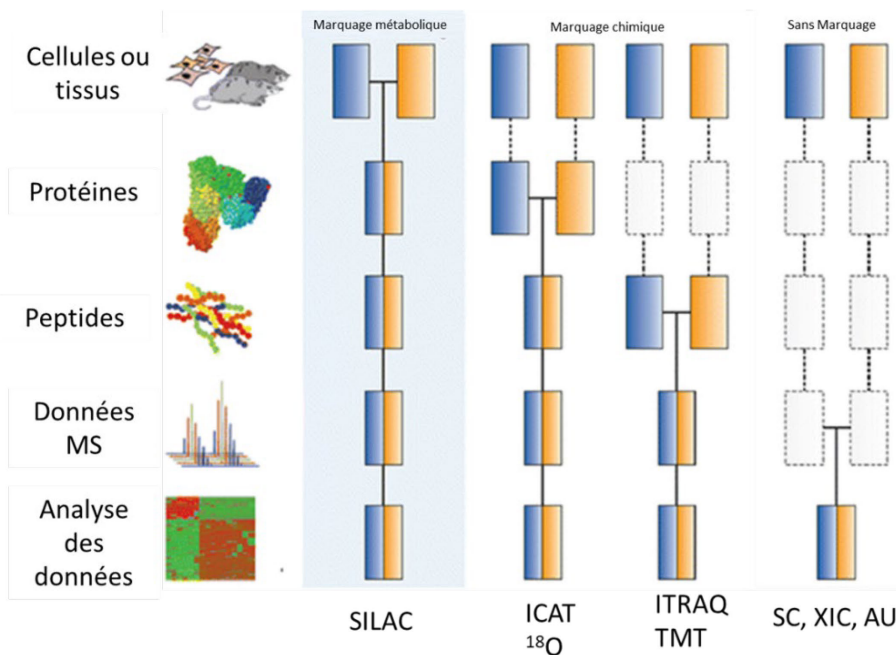 Marquage métabolique
Marquage chimique
Sans Marquage
Cellules ou
tissus
Protéines
Peptides
Données
MS
Analyse
des
données
SILAC
ICAT
¹⁸O
ITRAQ
TMT
SC, XIC, AU